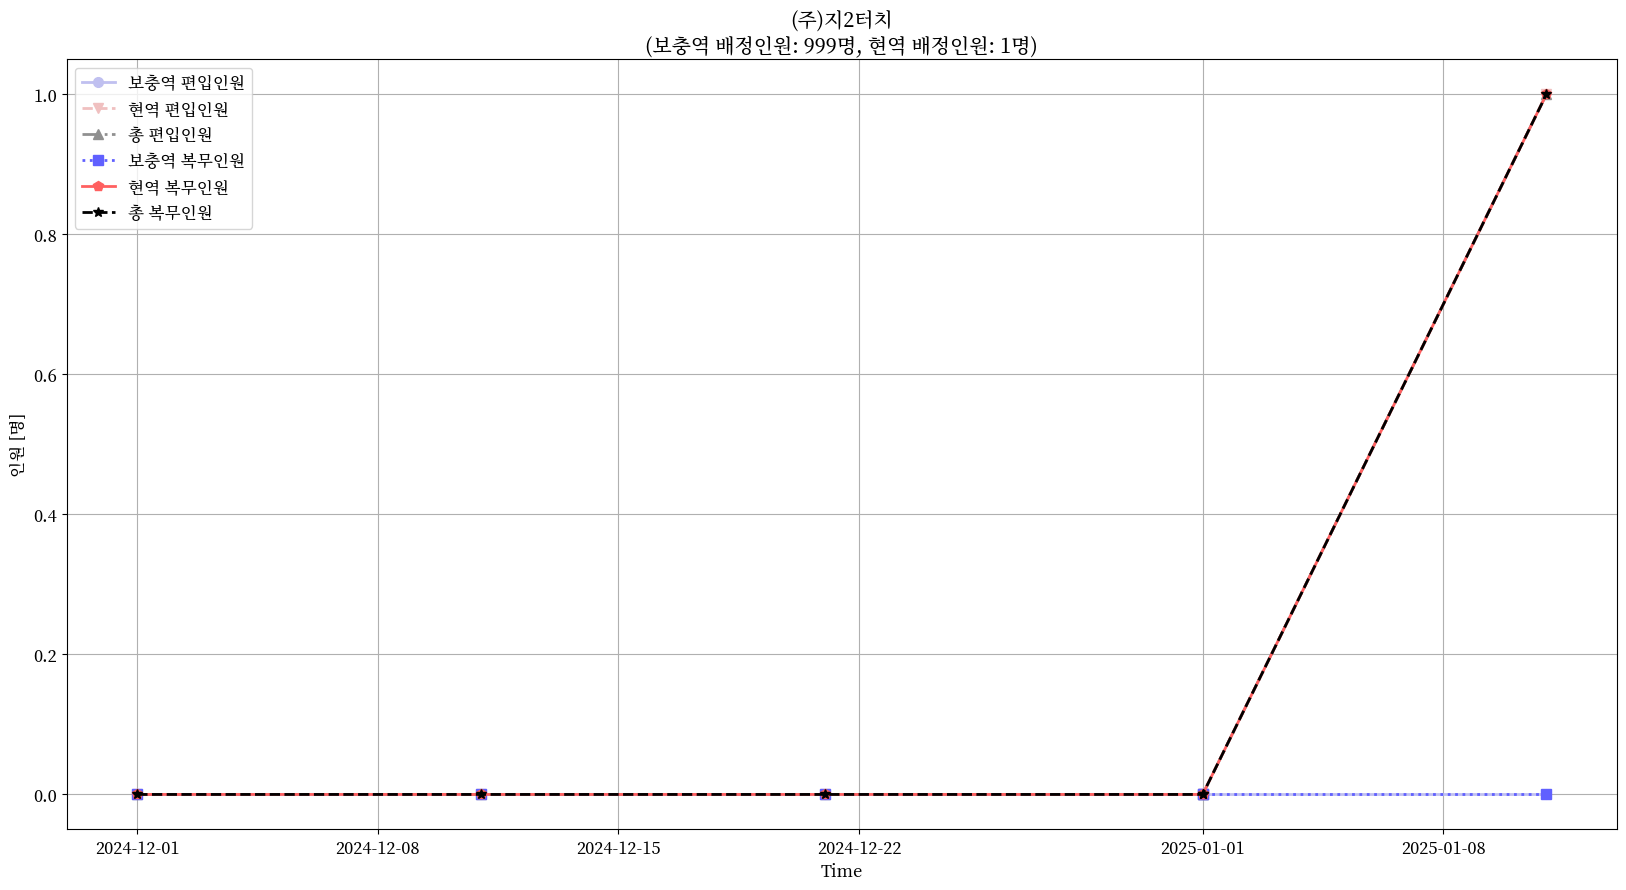 (주)지2터치
(보충역 배정인원: 999명, 현역 배정인원: 1명)
보충역 편입인원
현역 편입인원
총 편입인원
보충역 복무인원
현역 복무인원
총 복무인원
1.0
0.8
0.6
0.4
0.2
0.0
인원 [명]
2024-12-01
2024-12-08
2024-12-15
2024-12-22
2025-01-01
2025-01-08
Time